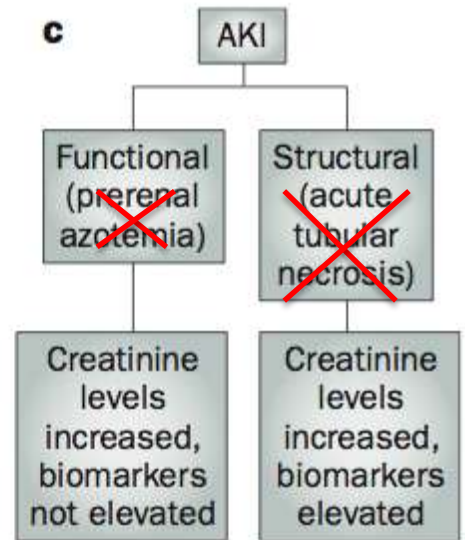 c
AKI
Functional
(prerenal
azotemia)
Structural
(acute
tubular
necrosis)
Creatinine
levels
increased,
biomarkers
not elevated
Creatinine
levels
increased,
biomarkers
elevated